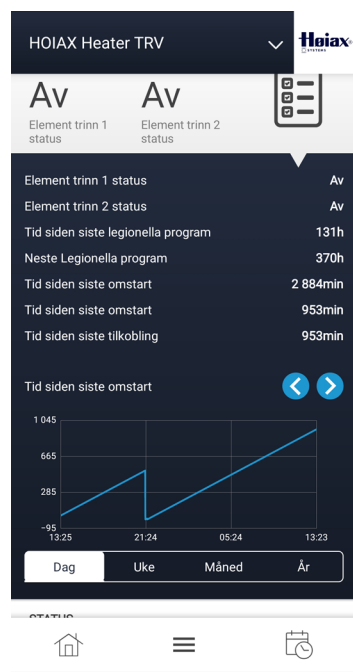 HOIAX Heater TRV
Høiax
SYSTEMS
Av
Av
Element trinn 1
status
Element trinn 2
status
Element trinn 1 status Av
Element trinn 2 status Av
Tid siden siste legionella program 131h
Neste Legionella program 370h
Tid siden siste omstart 2 884min
Tid siden siste omstart 953min
Tid siden siste tilkobling 953min
Tid siden siste omstart
1 045
665
285
-95
13:25 21:24 05:24 13:23
Dag Uke Måned År
STATUS